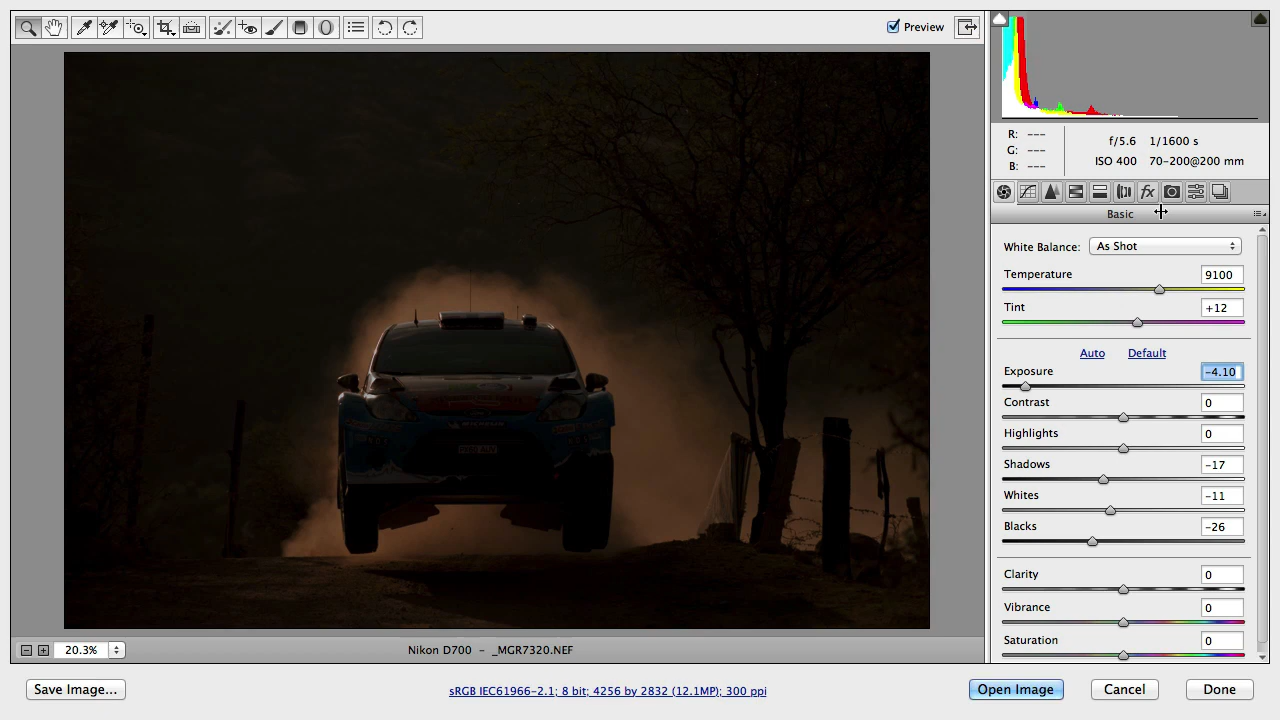 Preview
R: ---
G: ---
B: ---
f/5.6 1/1600 s
ISO 400 70-200@200 mm
fx
Basic
White Balance: As Shot
Temperature 9100
Tint +12
Auto Default
Exposure -4.10
Contrast 0
Highlights 0
Shadows -17
Whites -11
Blacks -26
Clarity 0
Vibrance 0
Saturation 0
20.3%
Nikon D700 - _MGR7320.NEF
Save Image...
sRGB IEC61966-2.1; 8 bit; 4256 by 2832 (12.1MP); 300 ppi
Open Image
Cancel
Done